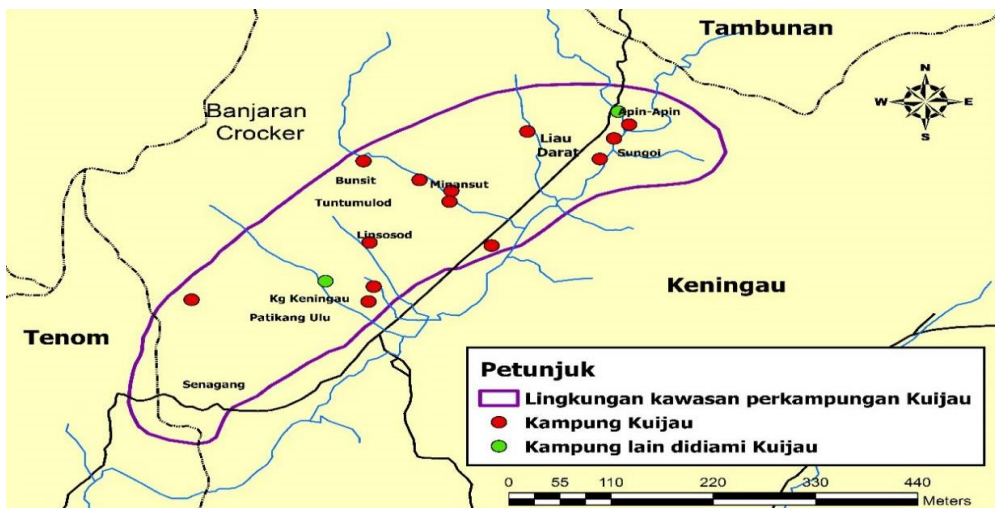 Tambunan
Banjaran
Crocker
N
W E
S
Apin-Apin
Liau
Darat
Sungoi
Bunsit
Minansut
Tuntumulod
Linsosod
Keningau
Kg Keningau
Patikang Ulu
Tenom
Senagang
Petunjuk
Lingkungan kawasan perkampungan Kuijau
Kampung Kuijau
Kampung lain didiami Kuijau
0 55 110 220 330 440
Meters